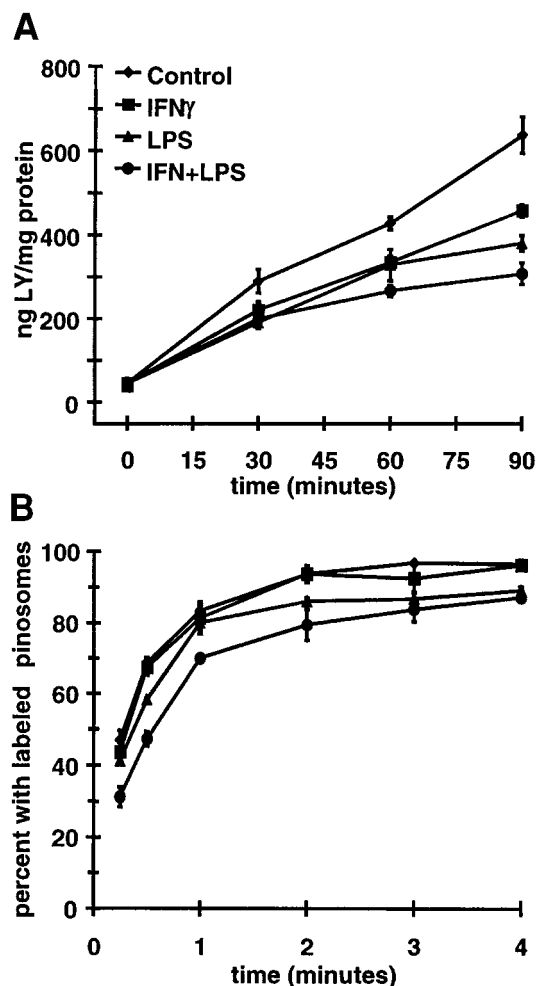 A
ng LY/mg protein
800
600
400
200
0
Control
IFNγ
LPS
IFN+LPS
0 15 30 45 60 75 90
time (minutes)
B
percent with labeled pinosomes
100
80
60
40
20
0
0 1 2 3 4
time (minutes)